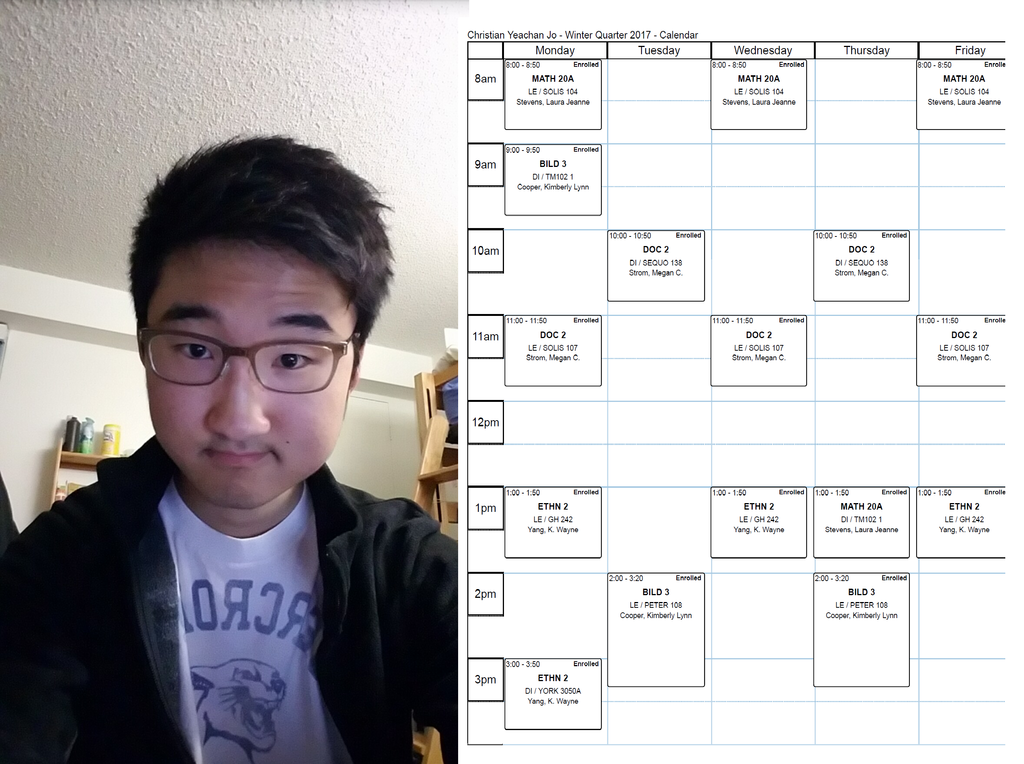 Christian Yeachan Jo - Winter Quarter 2017 - Calendar
Monday Tuesday Wednesday Thursday Friday
8am
8:00 - 8:50 Enrolled
MATH 20A
LE / SOLIS 104
Stevens, Laura Jeanne
8:00 - 8:50 Enrolled
MATH 20A
LE / SOLIS 104
Stevens, Laura Jeanne
8:00 - 8:50 Enrolle
MATH 20A
LE / SOLIS 104
Stevens, Laura Jeanne
9am
9:00 - 9:50 Enrolled
BILD 3
DI / TM102 1
Cooper, Kimberly Lynn
10am
10:00 - 10:50 Enrolled
DOC 2
DI / SEQUO 138
Strom, Megan C.
10:00 - 10:50 Enrolled
DOC 2
DI / SEQUO 138
Strom, Megan C.
11am
11:00 - 11:50 Enrolled
DOC 2
LE / SOLIS 107
Strom, Megan C.
11:00 - 11:50 Enrolled
DOC 2
LE / SOLIS 107
Strom, Megan C.
11:00 - 11:50 Enrolle
DOC 2
LE / SOLIS 107
Strom, Megan C.
12pm
1pm
1:00 - 1:50 Enrolled
ETHN 2
LE / GH 242
Yang, K. Wayne
1:00 - 1:50 Enrolled
ETHN 2
LE / GH 242
Yang, K. Wayne
1:00 - 1:50 Enrolled
MATH 20A
DI / TM102 1
Stevens, Laura Jeanne
1:00 - 1:50 Enrolle
ETHN 2
LE / GH 242
Yang, K. Wayne
2pm
2:00 - 3:20 Enrolled
BILD 3
LE / PETER 108
Cooper, Kimberly Lynn
2:00 - 3:20 Enrolled
BILD 3
LE / PETER 108
Cooper, Kimberly Lynn
3pm
3:00 - 3:50 Enrolled
ETHN 2
DI / YORK 3050A
Yang, K. Wayne